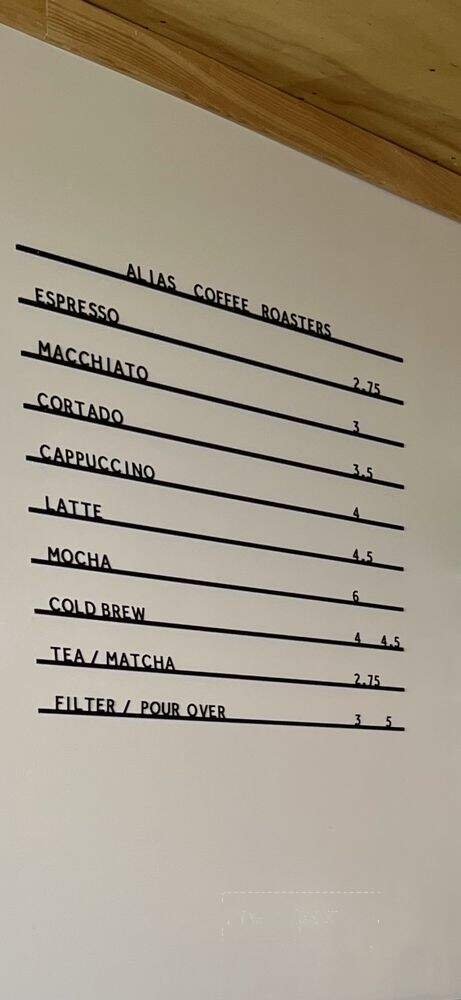 ALIAS COFFEE ROASTERS
ESPRESSO 2.75
MACCHIATO 3
CORTADO 3.5
CAPPUCCINO 4
LATTE 4.5
MOCHA 6
COLD BREW 4 4.5
TEA / MATCHA 2.75
FILTER / POUR OVER 3 5